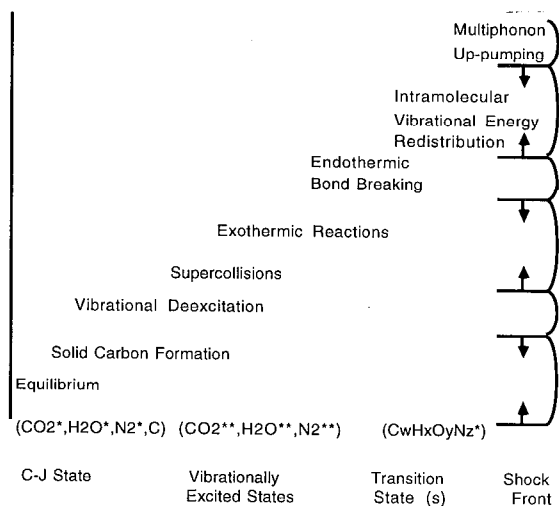 Multiphonon
Up-pumping
Intramolecular
Vibrational Energy
Redistribution
Endothermic
Bond Breaking
Exothermic Reactions
Supercollisions
Vibrational Deexcitation
Solid Carbon Formation
Equilibrium
(CO2*,H2O*,N2*,C) (CO2**,H2O**,N2**) (CwHxOyNz*)
C-J State
Vibrationally
Excited States
Transition
State (s)
Shock
Front